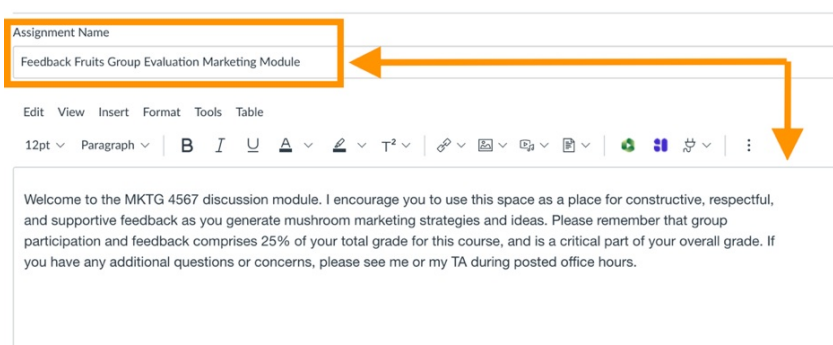 Assignment Name
Feedback Fruits Group Evaluation Marketing Module
Edit View Insert Format Tools Table
12pt Paragraph B I U A T²
Welcome to the MKTG 4567 discussion module. I encourage you to use this space as a place for constructive, respectful,
and supportive feedback as you generate mushroom marketing strategies and ideas. Please remember that group
participation and feedback comprises 25% of your total grade for this course, and is a critical part of your overall grade. If
you have any additional questions or concerns, please see me or my TA during posted office hours.